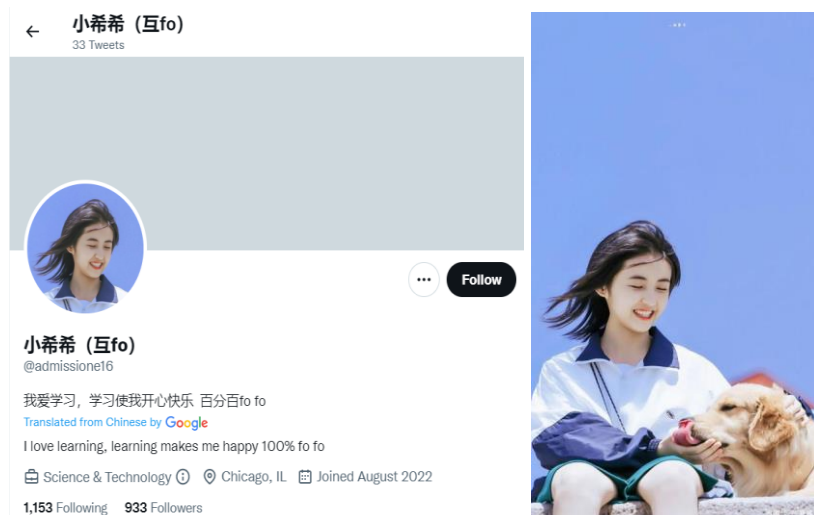 小希希（互fo）
33 Tweets
Follow
小希希（互fo）
@admissione16
我爱学习，学习使我开心快乐 百分百fo fo
Translated from Chinese by Google
I love learning, learning makes me happy 100% fo fo
Science & Technology Chicago, IL Joined August 2022
1,153 Following 933 Followers